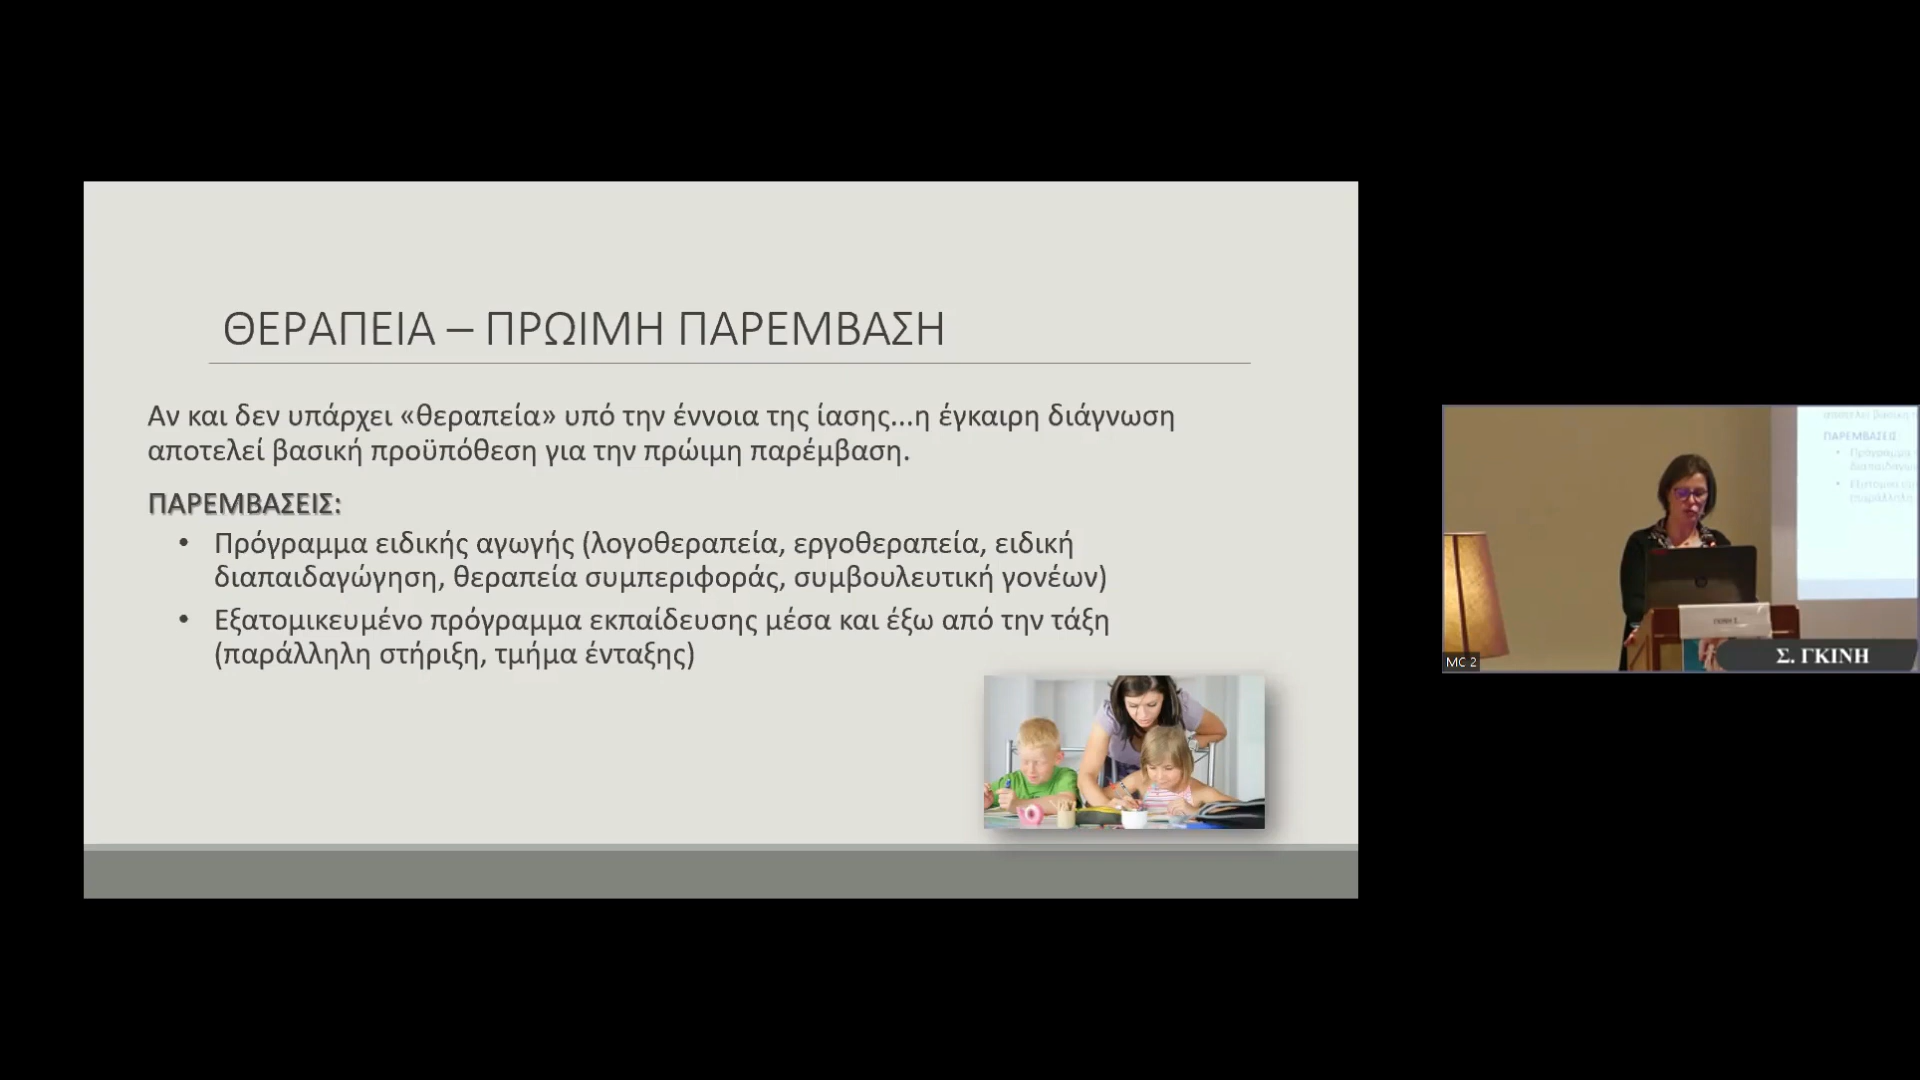 ΘΕΡΑΠΕΙΑ – ΠΡΩΙΜΗ ΠΑΡΕΜΒΑΣΗ
Αν και δεν υπάρχει «θεραπεία» υπό την έννοια της ίασης...η έγκαιρη διάγνωση
αποτελεί βασική προϋπόθεση για την πρώιμη παρέμβαση.
ΠΑΡΕΜΒΑΣΕΙΣ:
• Πρόγραμμα ειδικής αγωγής (λογοθεραπεία, εργοθεραπεία, ειδική
διαπαιδαγώγηση, θεραπεία συμπεριφοράς, συμβουλευτική γονέων)
• Εξατομικευμένο πρόγραμμα εκπαίδευσης μέσα και έξω από την τάξη
(παράλληλη στήριξη, τμήμα ένταξης)
ΠΑΡΕΜΒΑΣΕΙΣ:
• Πρόγραμμα
MC 2
Σ. ΓΚΙΝΗ